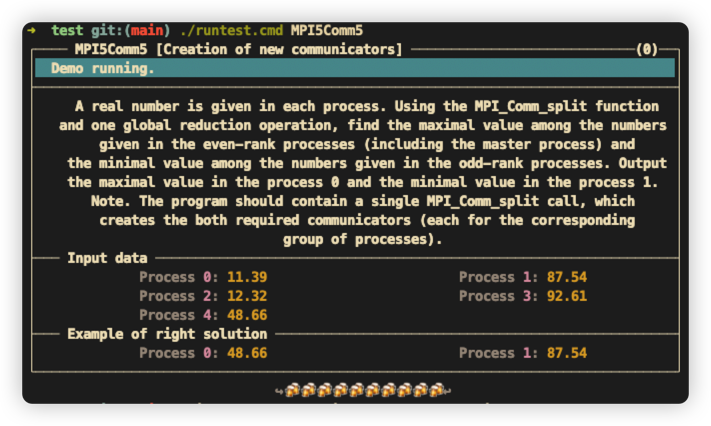 ➜ test git:(main) ./runtest.cmd MPI5Comm5
MPI5Comm5 [Creation of new communicators] (0)
Demo running.
A real number is given in each process. Using the MPI_Comm_split function
and one global reduction operation, find the maximal value among the numbers
given in the even-rank processes (including the master process) and
the minimal value among the numbers given in the odd-rank processes. Output
the maximal value in the process 0 and the minimal value in the process 1.
Note. The program should contain a single MPI_Comm_split call, which
creates the both required communicators (each for the corresponding
group of processes).
Input data
Process 0: 11.39 Process 1: 87.54
Process 2: 12.32 Process 3: 92.61
Process 4: 48.66
Example of right solution
Process 0: 48.66 Process 1: 87.54